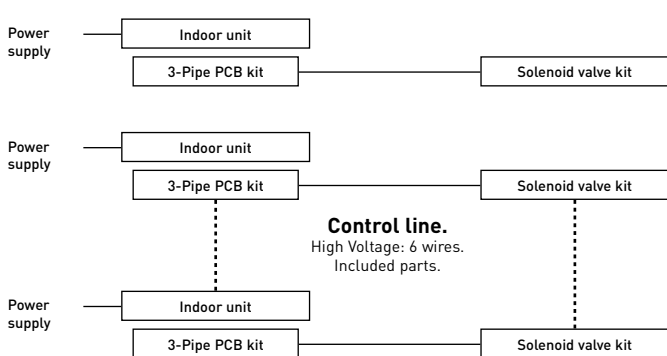 Power
supply
Indoor unit
3-Pipe PCB kit
Solenoid valve kit
Power
supply
Indoor unit
3-Pipe PCB kit
Solenoid valve kit
Control line.
High Voltage: 6 wires.
Included parts.
Power
supply
Indoor unit
3-Pipe PCB kit
Solenoid valve kit